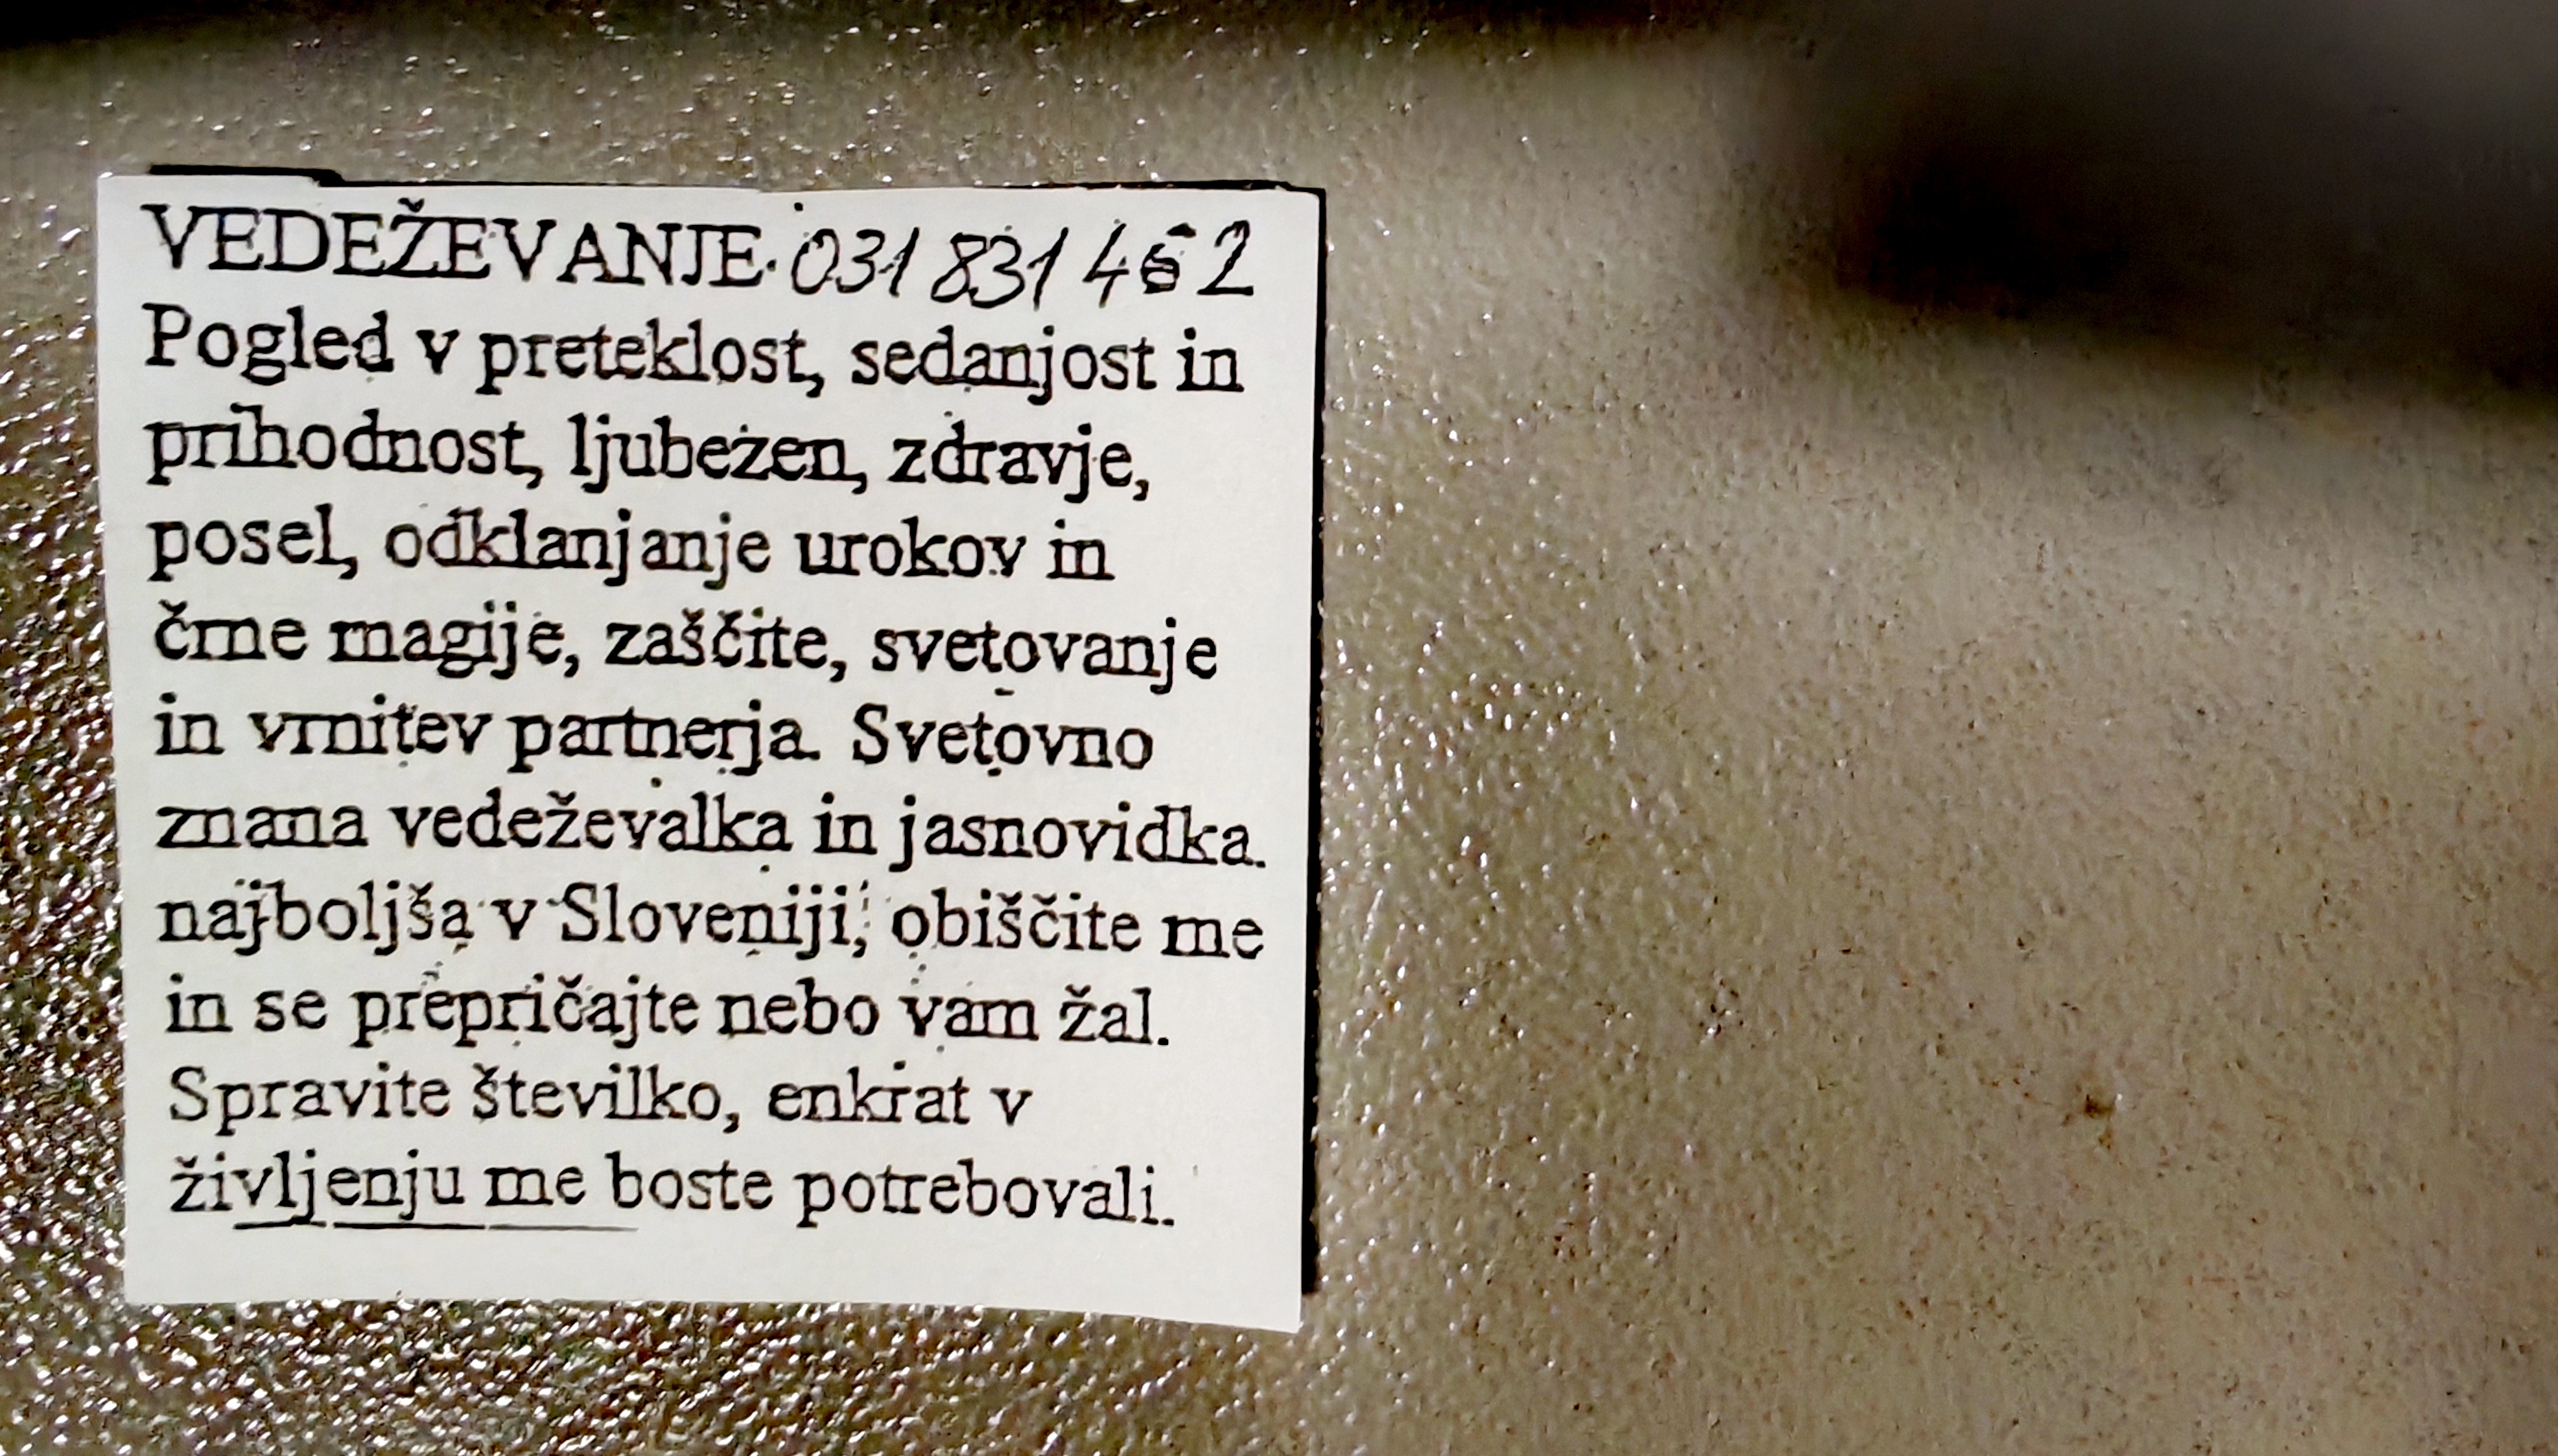 VEDEŽEVANJE 031 831
Pogled v preteklost, sedanjost in
prihodnost, ljubezen, zdravje,
posel, odklanjanje urokov in
črne magije, zaščite, svetovanje
in vrnitev partnerja. Svetovno
znana vedeževalka in jasnovidka.
najboljša v Sloveniji, obiščite me
in se prepričajte nebo vam žal.
Spravite številko, enkrat v
življenju me boste potrebovali.